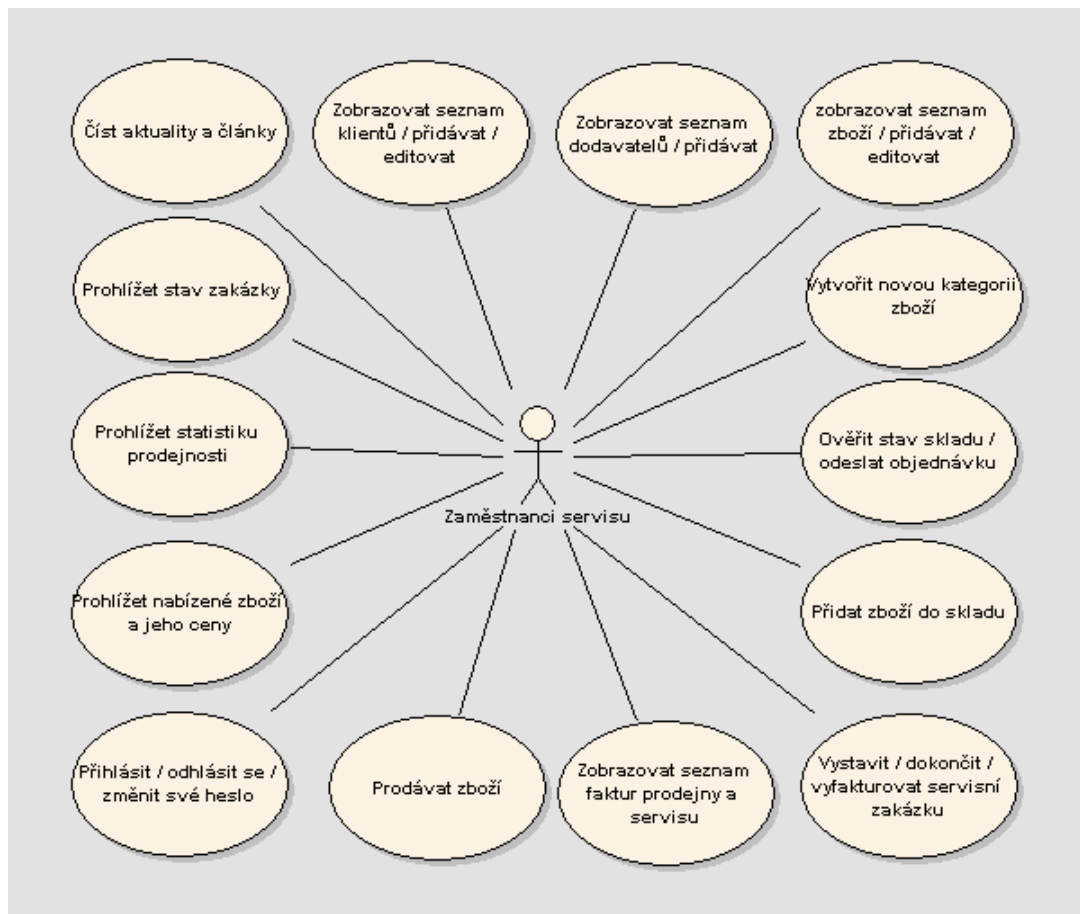 Číst aktuality a články
Zobrazovat seznam
klientů / přidávat /
editovat
Zobrazovat seznam
dodavatelů / přidávat
zobrazovat seznam
zboží / přidávat /
editovat
Prohlížet stav zakázky
Vytvořit novou kategorii
zboží
Prohlížet statistiku
prodejnosti
Ověřit stav skladu /
odeslat objednávku
Zaměstnanci servisu
Prohlížet nabízené zboží
a jeho ceny
Přidat zboží do skladu
Přihlásit / odhlásit se /
změnit své heslo
Prodávat zboží
Zobrazovat seznam
faktur prodejny a
servisu
Vystavit / dokončit /
vyfakturovat servisní
zakázku